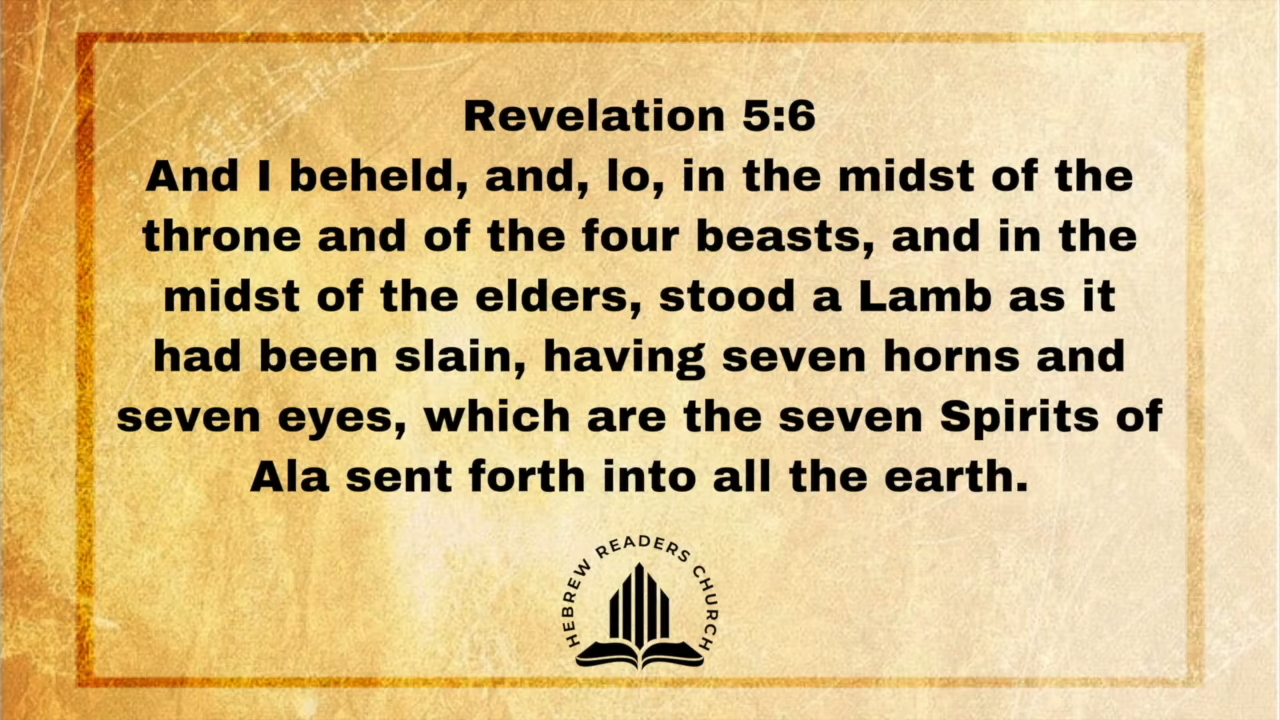 Revelation 5:6
And I beheld, and, lo, in the midst of the
throne and of the four beasts, and in the
midst of the elders, stood a Lamb as it
had been slain, having seven horns and
seven eyes, which are the seven Spirits of
Ala sent forth into all the earth.
HEBREW READERS CHURCH